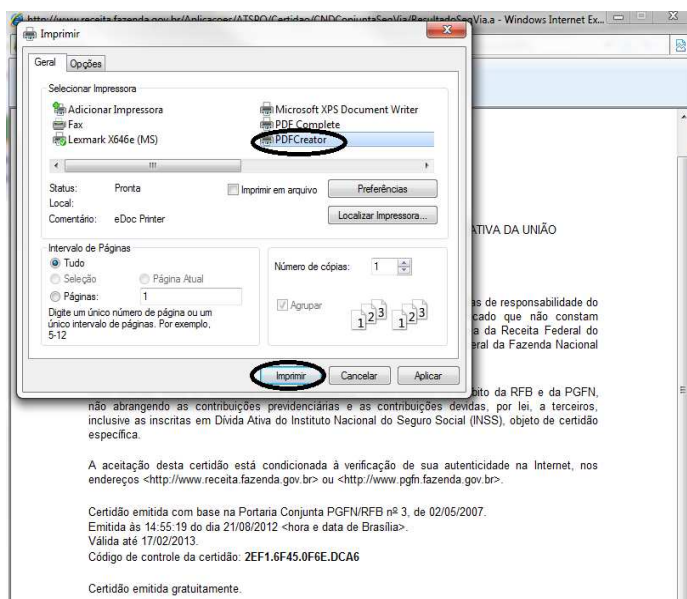 http://www.receita.fazenda.gov.br/Aplicacoes/ATSPO/Certidao/CNDConjuntaSegVia/ResultadoSegVia.a - Windows Internet Ex...
Imprimir
Geral Opções
Selecionar Impressora
Adicionar Impressora Microsoft XPS Document Writer
Fax PDF Complete
Lexmark X646e (MS) PDFCreator
Status: Pronta Imprimir em arquivo Preferências
Local:
Comentário: eDoc Printer Localizar Impressora...
ATIVA DA UNIÃO
Intervalo de Páginas
Tudo Número de cópias: 1
Seleção Página Atual
Páginas: 1 Agrupar
Digite um único número de página ou um
único intervalo de páginas. Por exemplo,
5-12
1 2 3 1 2 3
as de responsabilidade do
cado que não constam
a da Receita Federal do
eral da Fazenda Nacional
Imprimir Cancelar Aplicar
bito da RFB e da PGFN,
não abrangendo as contribuições previdenciárias e as contribuições devidas, por lei, a terceiros,
inclusive as inscritas em Dívida Ativa do Instituto Nacional do Seguro Social (INSS), objeto de certidão
específica.
A aceitação desta certidão está condicionada à verificação de sua autenticidade na Internet, nos
endereços <http://www.receita.fazenda.gov.br> ou <http://www.pgfn.fazenda.gov.br>.
Certidão emitida com base na Portaria Conjunta PGFN/RFB nº 3, de 02/05/2007.
Emitida às 14:55:19 do dia 21/08/2012 <hora e data de Brasília>.
Válida até 17/02/2013.
Código de controle da certidão: 2EF1.6F45.0F6E.DCA6
Certidão emitida gratuitamente.